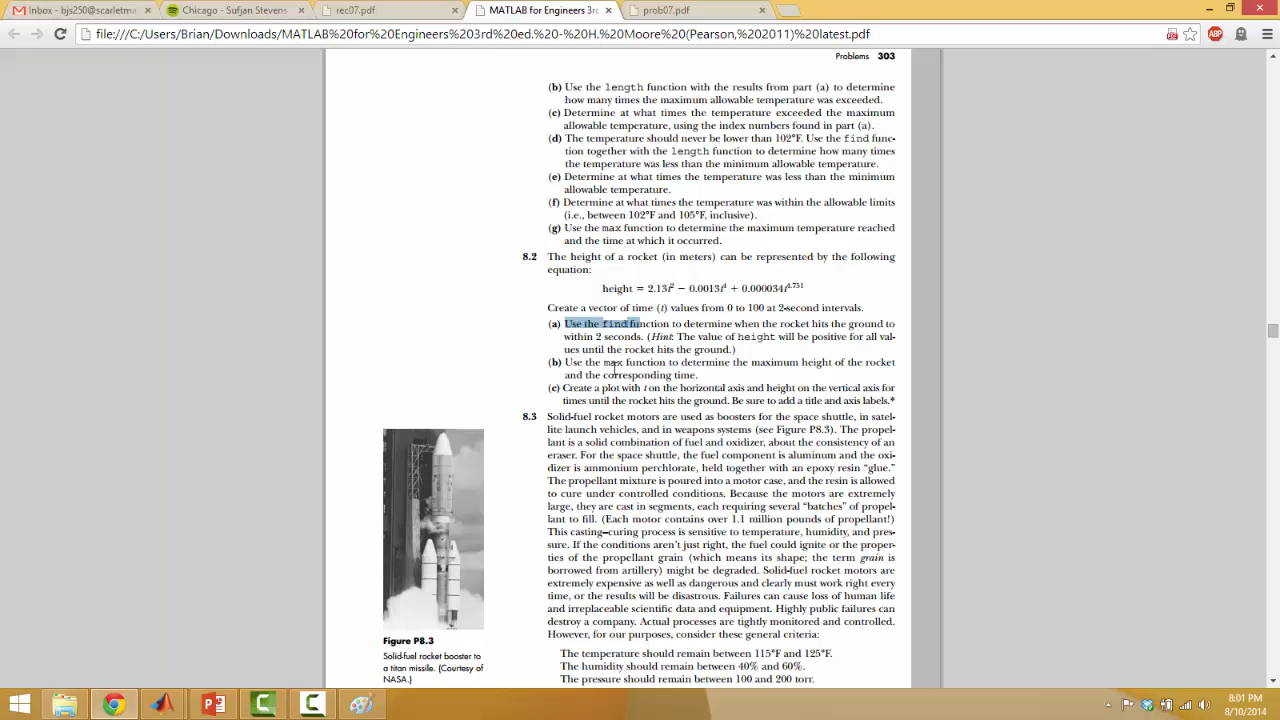 Inbox - bjs250@scarletma
Chicago - Sufjan Stevens
rec07.pdf
MATLAB for Engineers 3rd
prob07.pdf
file:///C:/Users/Brian/Downloads/MATLAB%20for%20Engineers%203rd%20ed.%20-%20H.%20Moore%20(Pearson,%202011)%20latest.pdf
ABP
Problems 303
(b) Use the length function with the results from part (a) to determine
how many times the maximum allowable temperature was exceeded.
(c) Determine at what times the temperature exceeded the maximum
allowable temperature, using the index numbers found in part (a).
(d) The temperature should never be lower than 102°F. Use the find func-
tion together with the length function to determine how many times
the temperature was less than the minimum allowable temperature.
(e) Determine at what times the temperature was less than the minimum
allowable temperature.
(f) Determine at what times the temperature was within the allowable limits
(i.e., between 102°F and 105°F, inclusive).
(g) Use the max function to determine the maximum temperature reached
and the time at which it occurred.
8.2 The height of a rocket (in meters) can be represented by the following
equation:
height = 2.13t² − 0.0013t⁴ + 0.000034t⁴·⁷⁵¹
Create a vector of time (t) values from 0 to 100 at 2-second intervals.
(a) Use the find function to determine when the rocket hits the ground to
within 2 seconds. (Hint: The value of height will be positive for all val-
ues until the rocket hits the ground.)
(b) Use the max function to determine the maximum height of the rocket
and the corresponding time.
(c) Create a plot with t on the horizontal axis and height on the vertical axis for
times until the rocket hits the ground. Be sure to add a title and axis labels.*
8.3 Solid-fuel rocket motors are used as boosters for the space shuttle, in satel-
lite launch vehicles, and in weapons systems (see Figure P8.3). The propel-
lant is a solid combination of fuel and oxidizer, about the consistency of an
eraser. For the space shuttle, the fuel component is aluminum and the oxi-
dizer is ammonium perchlorate, held together with an epoxy resin “glue.”
The propellant mixture is poured into a motor case, and the resin is allowed
to cure under controlled conditions. Because the motors are extremely
large, they are cast in segments, each requiring several “batches” of propel-
lant to fill. (Each motor contains over 1.1 million pounds of propellant!)
This casting–curing process is sensitive to temperature, humidity, and pres-
sure. If the conditions aren’t just right, the fuel could ignite or the proper-
ties of the propellant grain (which means its shape; the term grain is
borrowed from artillery) might be degraded. Solid-fuel rocket motors are
extremely expensive as well as dangerous and clearly must work right every
time, or the results will be disastrous. Failures can cause loss of human life
and irreplaceable scientific data and equipment. Highly public failures can
destroy a company. Actual processes are tightly monitored and controlled.
However, for our purposes, consider these general criteria:
The temperature should remain between 115°F and 125°F.
The humidity should remain between 40% and 60%.
The pressure should remain between 100 and 200 torr.
Figure P8.3
Solid-fuel rocket booster to
a titan missile. (Courtesy of
NASA.)
8:01 PM
8/10/2014